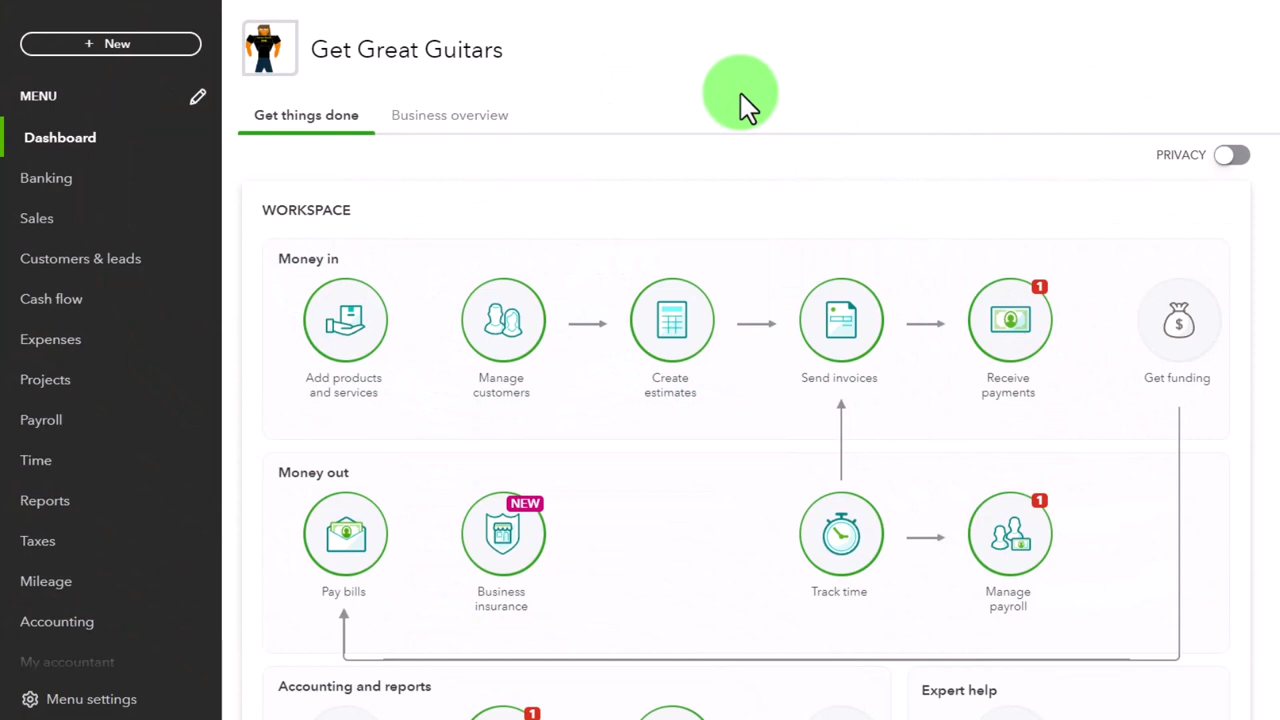 + New
MENU
Dashboard
Banking
Sales
Customers & leads
Cash flow
Expenses
Projects
Payroll
Time
Reports
Taxes
Mileage
Accounting
My accountant
Menu settings
Get Great Guitars
Get things done
Business overview
PRIVACY
WORKSPACE
Money in
Add products
and services
Manage
customers
Create
estimates
Send invoices
1
Receive
payments
$
Get funding
Money out
Pay bills
NEW
Business
insurance
Track time
1
Manage
payroll
Accounting and reports
1
Expert help